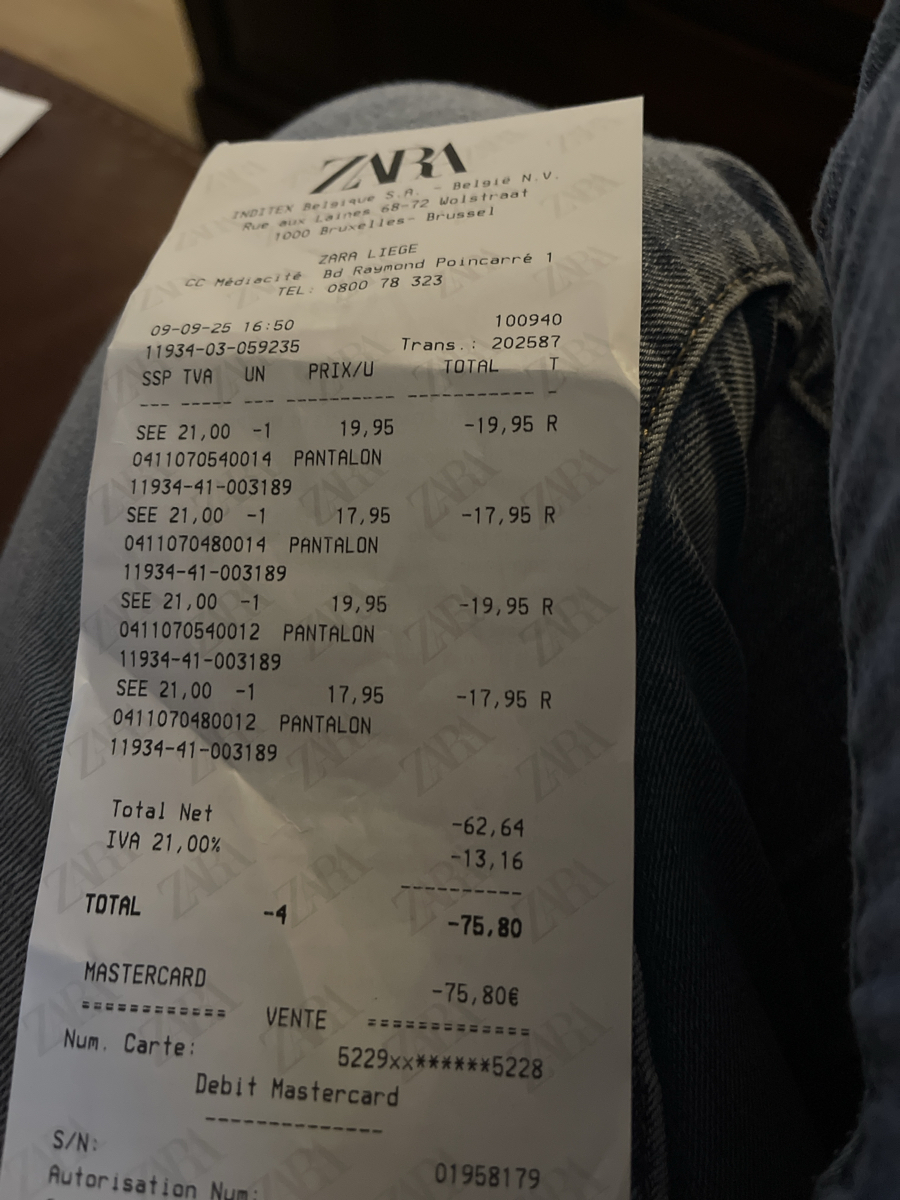 ZARA
INDITEX Belgique S.A. - België N.V.
Rue aux Laines 68-72 Wolstraat
1000 Bruxelles- Brussel
ZARA LIEGE
CC Médiacité Bd Raymond Poincarré 1
TEL: 0800 78 323
09-09-25 16:50 100940
11934-03-059235 Trans.: 202587
SSP TVA UN PRIX/U TOTAL T
--- ----- --- ---------- ----------- -
SEE 21,00 -1 19,95 -19,95 R
0411070540014 PANTALON
11934-41-003189
SEE 21,00 -1 17,95 -17,95 R
0411070480014 PANTALON
11934-41-003189
SEE 21,00 -1 19,95 -19,95 R
0411070540012 PANTALON
11934-41-003189
SEE 21,00 -1 17,95 -17,95 R
0411070480012 PANTALON
11934-41-003189
Total Net -62,64
IVA 21,00% -13,16
----------
TOTAL -4 -75,80
MASTERCARD -75,80€
============ VENTE =============
Num. Carte: 5229xx******5228
Debit Mastercard
--------------
S/N: 01958179
Autorisation Num: